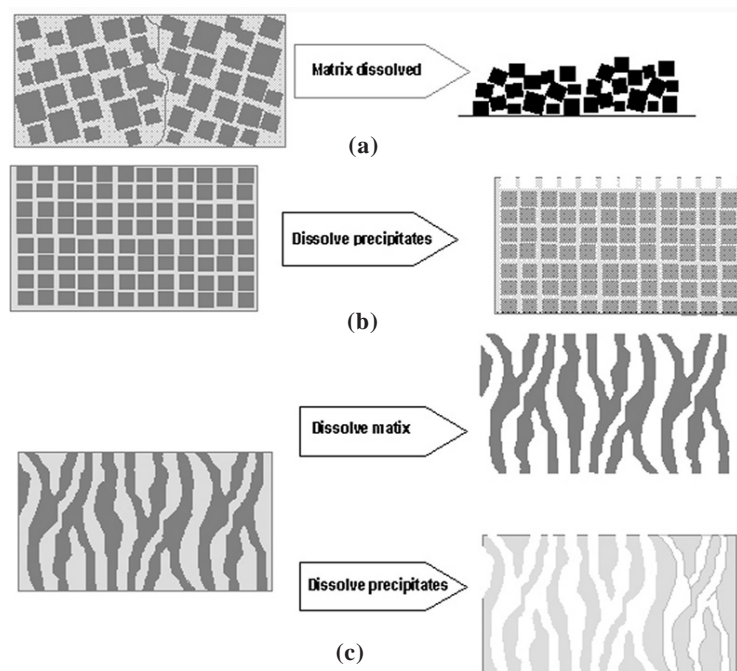 Matrix dissolved
(a)
Dissolve precipitates
(b)
Dissolve matix
Dissolve precipitates
(c)